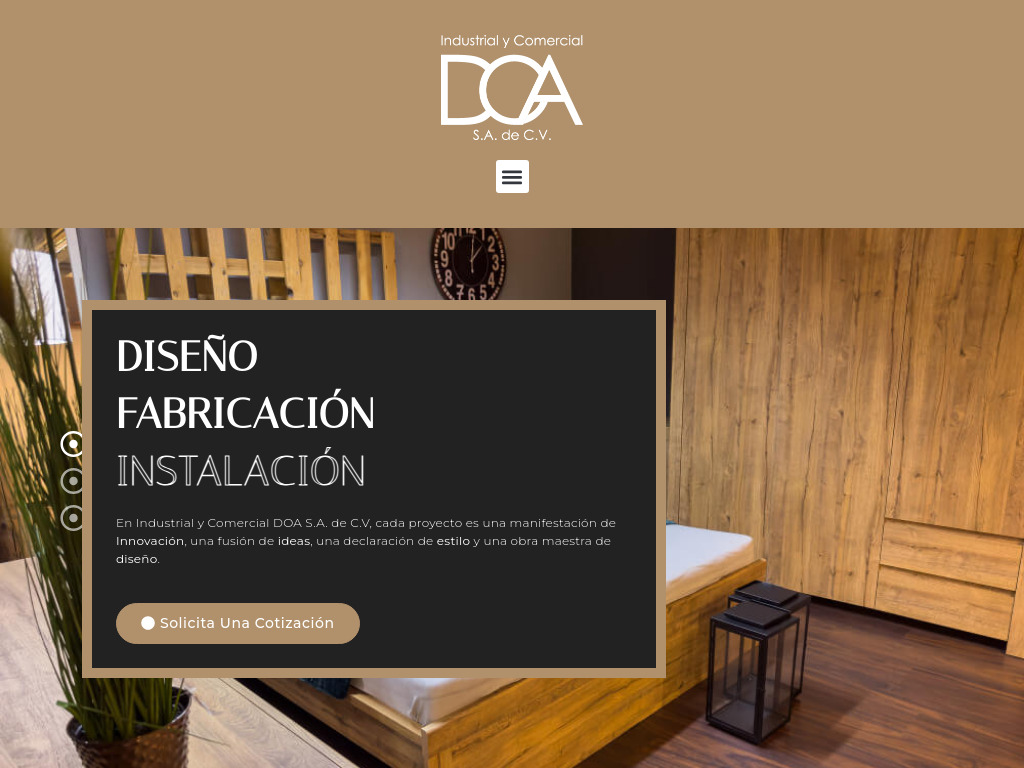 Industrial y Comercial
DOA
S.A. de C.V.
DISEÑO
FABRICACIÓN
INSTALACIÓN
En Industrial y Comercial DOA S.A. de C.V, cada proyecto es una manifestación de
Innovación, una fusión de ideas, una declaración de estilo y una obra maestra de
diseño.
Solicita Una Cotización